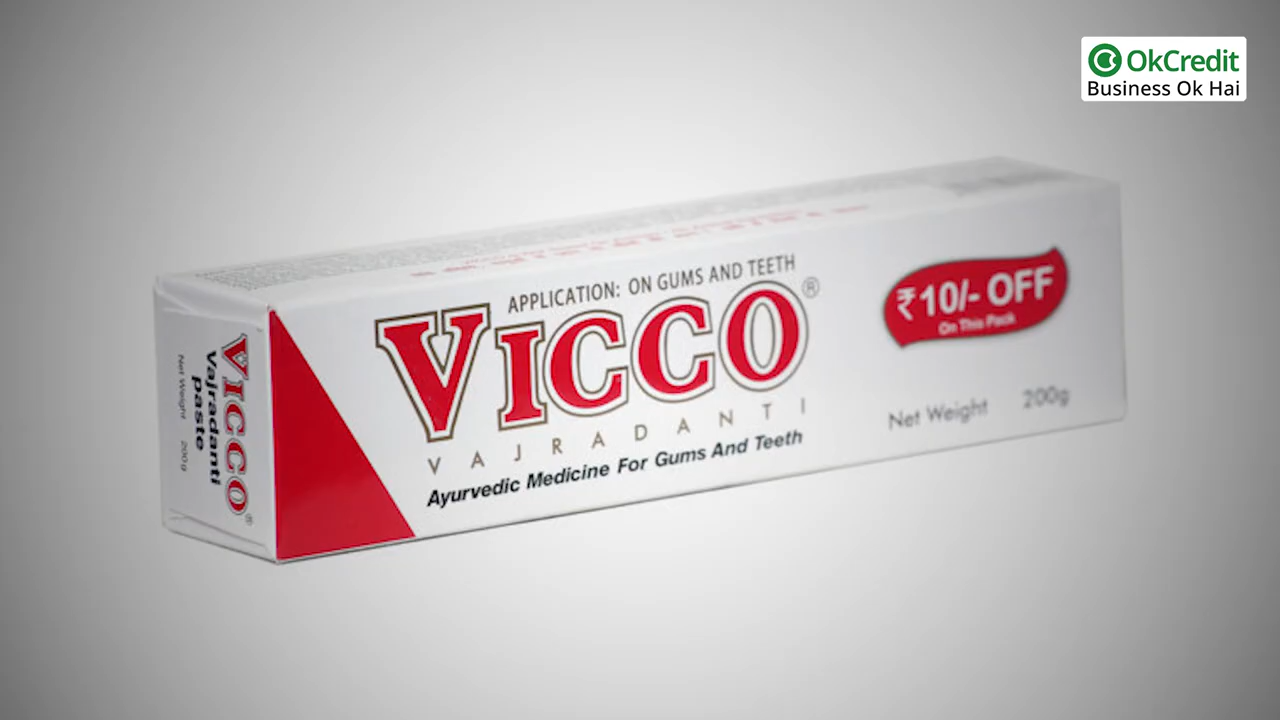 OkCredit
Business Ok Hai
APPLICATION: ON GUMS AND TEETH
VICCO®
VAJRADANTI
Ayurvedic Medicine For Gums And Teeth
₹10/- OFF
On This Pack
Net Weight 200g
VICCO®
Vajradanti
paste
Net Weight 200g